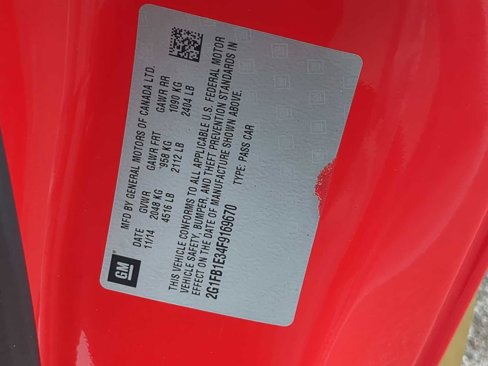 GM
MFD BY GENERAL MOTORS OF CANADA LTD.
DATE GVWR GAWR FRT GAWR RR
11/14 2048 KG 958 KG 1090 KG
4516 LB 2112 LB 2404 LB
THIS VEHICLE CONFORMS TO ALL APPLICABLE U.S. FEDERAL MOTOR
VEHICLE SAFETY, BUMPER, AND THEFT PREVENTION STANDARDS IN
EFFECT ON THE DATE OF MANUFACTURE SHOWN ABOVE.
2G1FB1E34F9169670 TYPE: PASS CAR